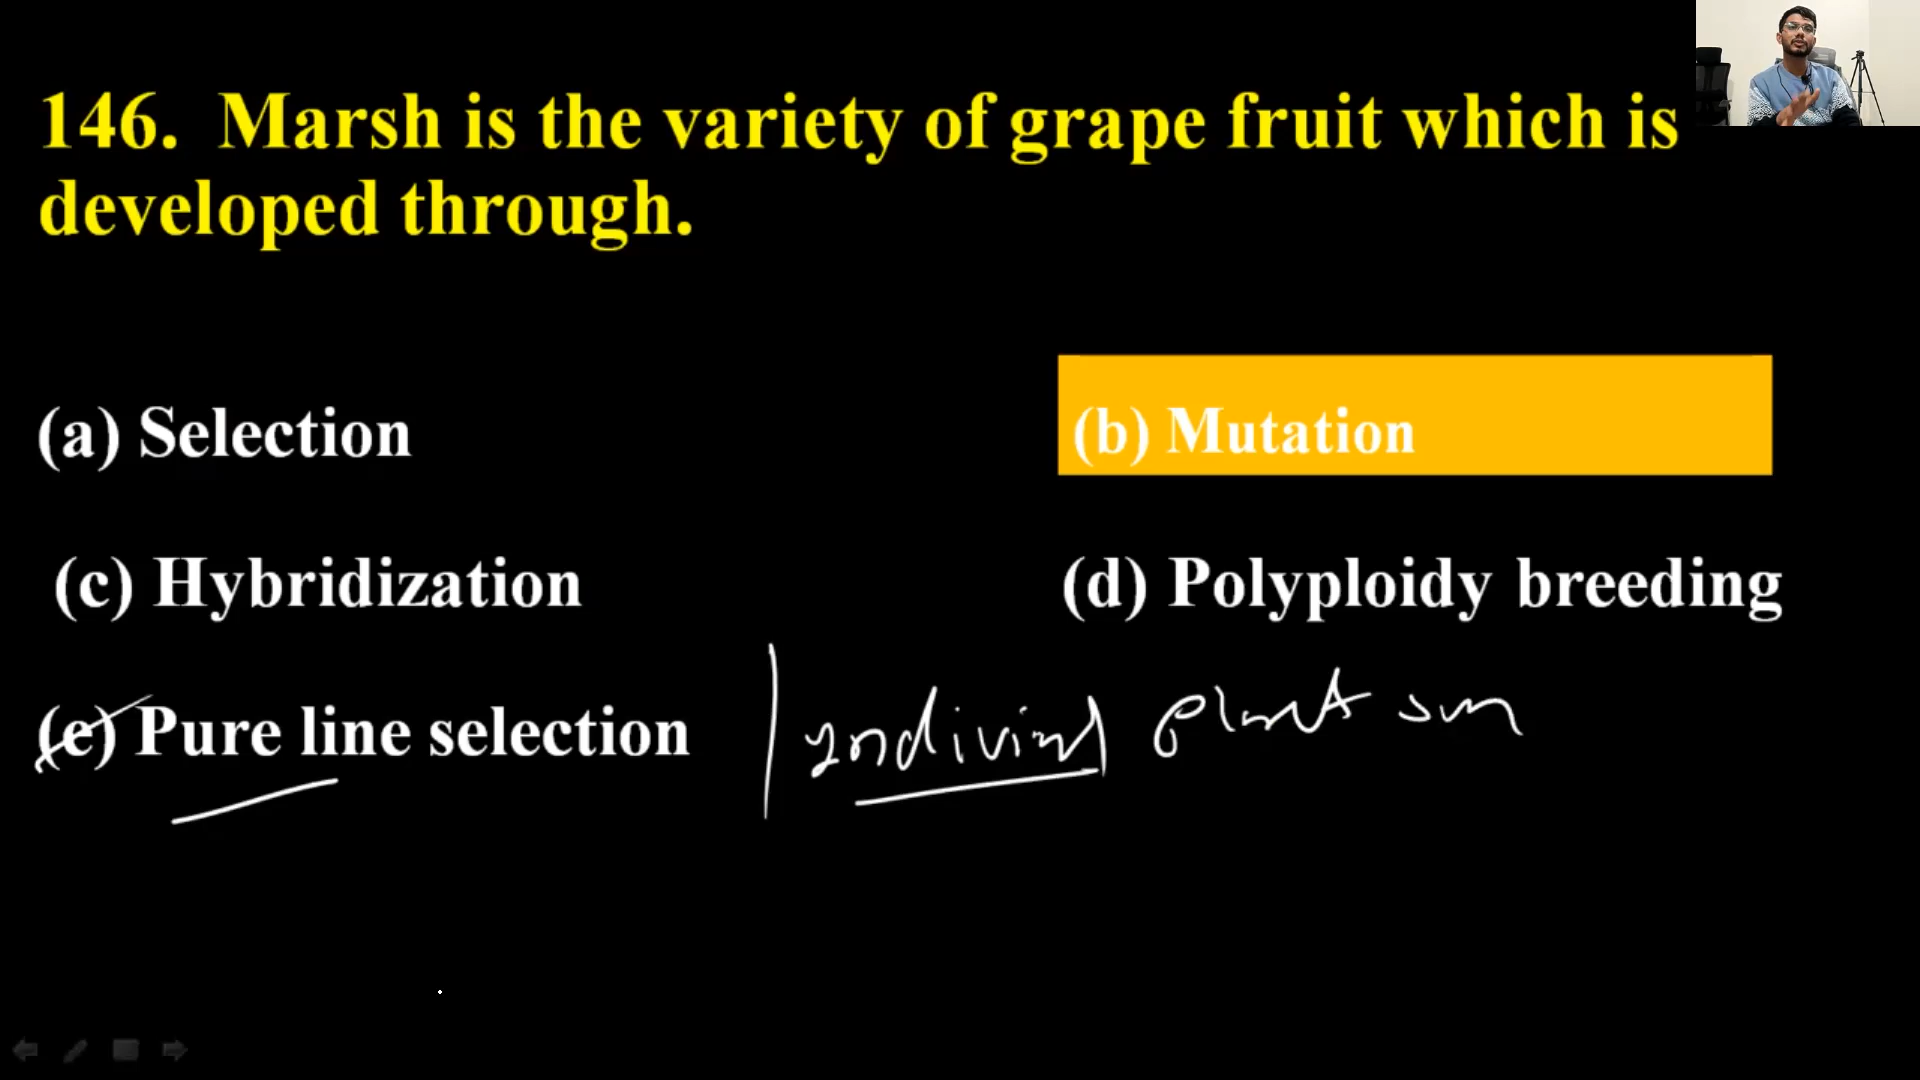 146. Marsh is the variety of grape fruit which is
developed through.
(a) Selection
(b) Mutation
(c) Hybridization
(d) Polyploidy breeding
(e) Pure line selection
plant